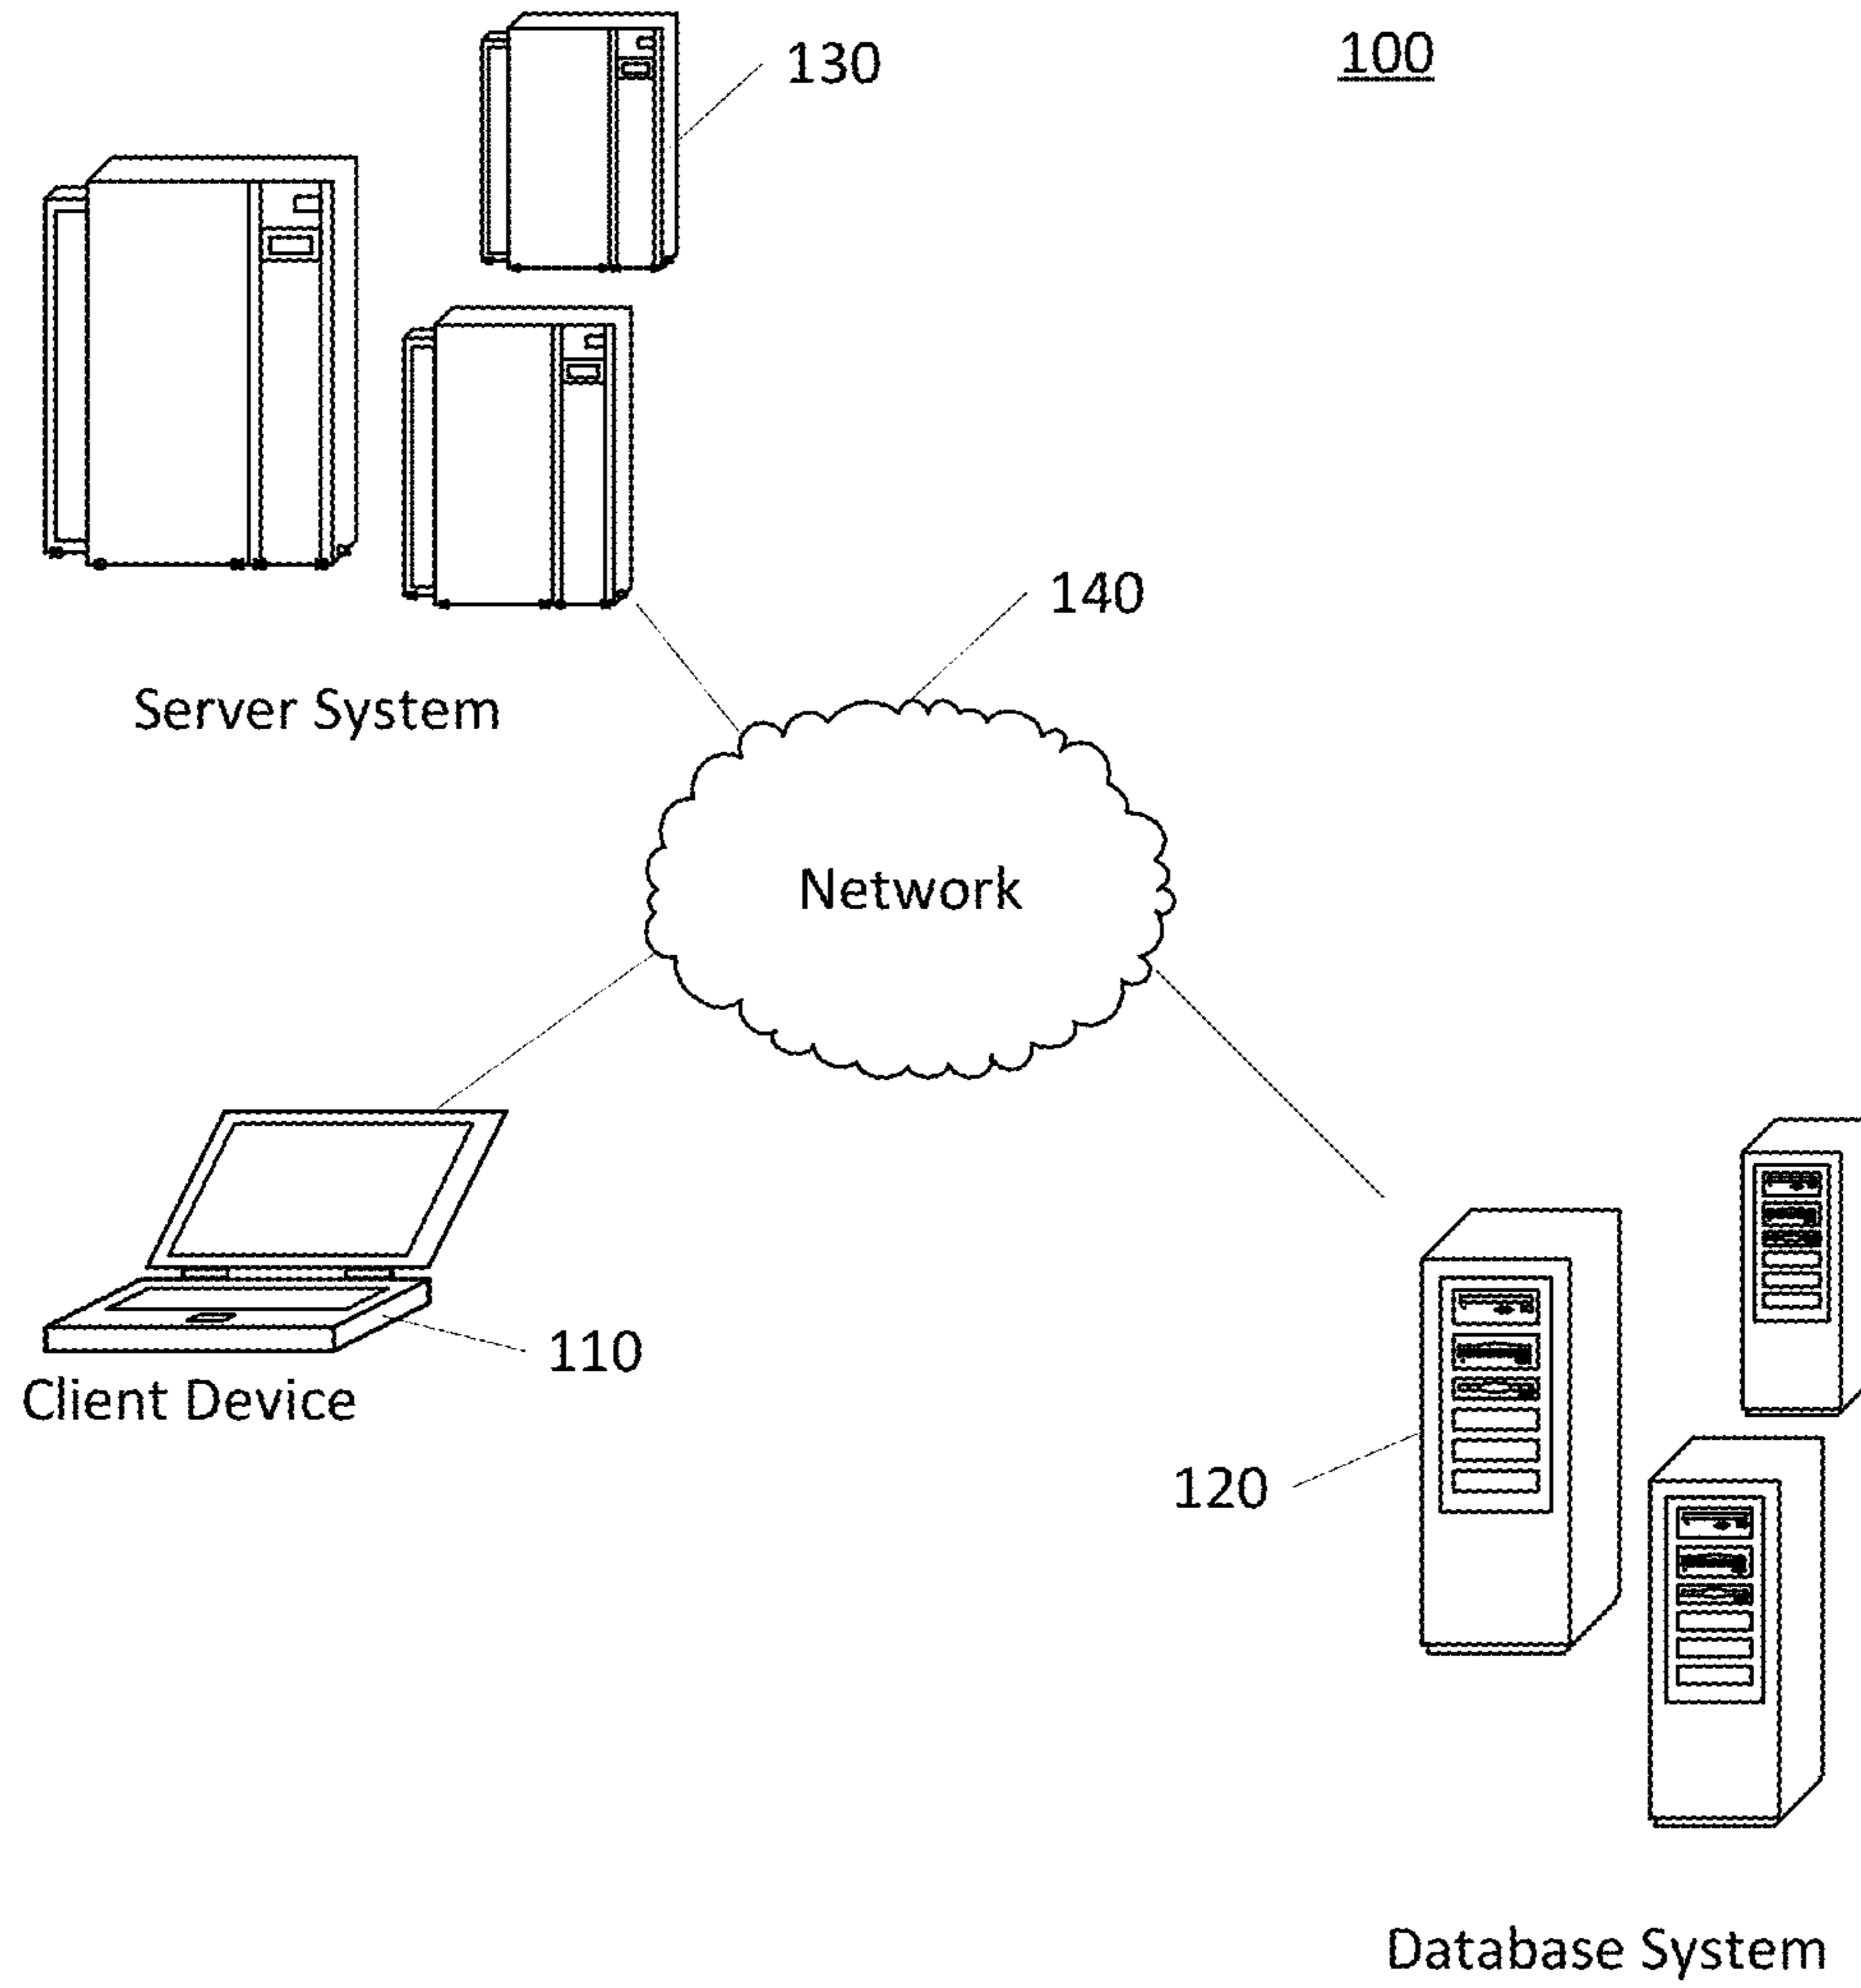 130
100
140
Server System
Network
110
Client Device
120
Database System